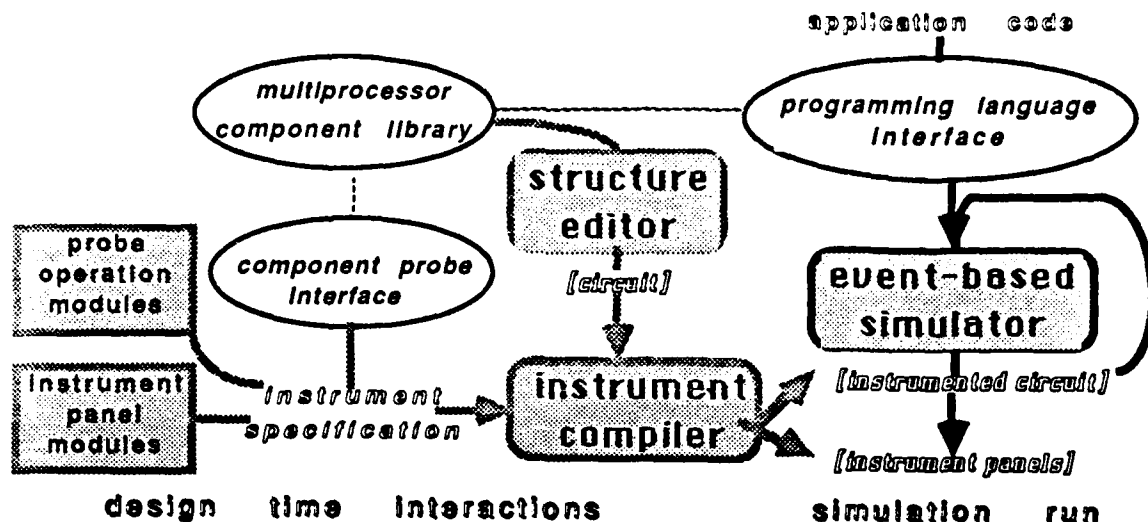 application code
multiprocessor
component library
programming language
interface
structure
editor
probe
operation
modules
component probe
interface
[circuit]
event-based
simulator
instrument
panel
modules
instrument
specification
instrument
compiler
[instrumented circuit]
[instrument panels]
design time interactions
simulation run